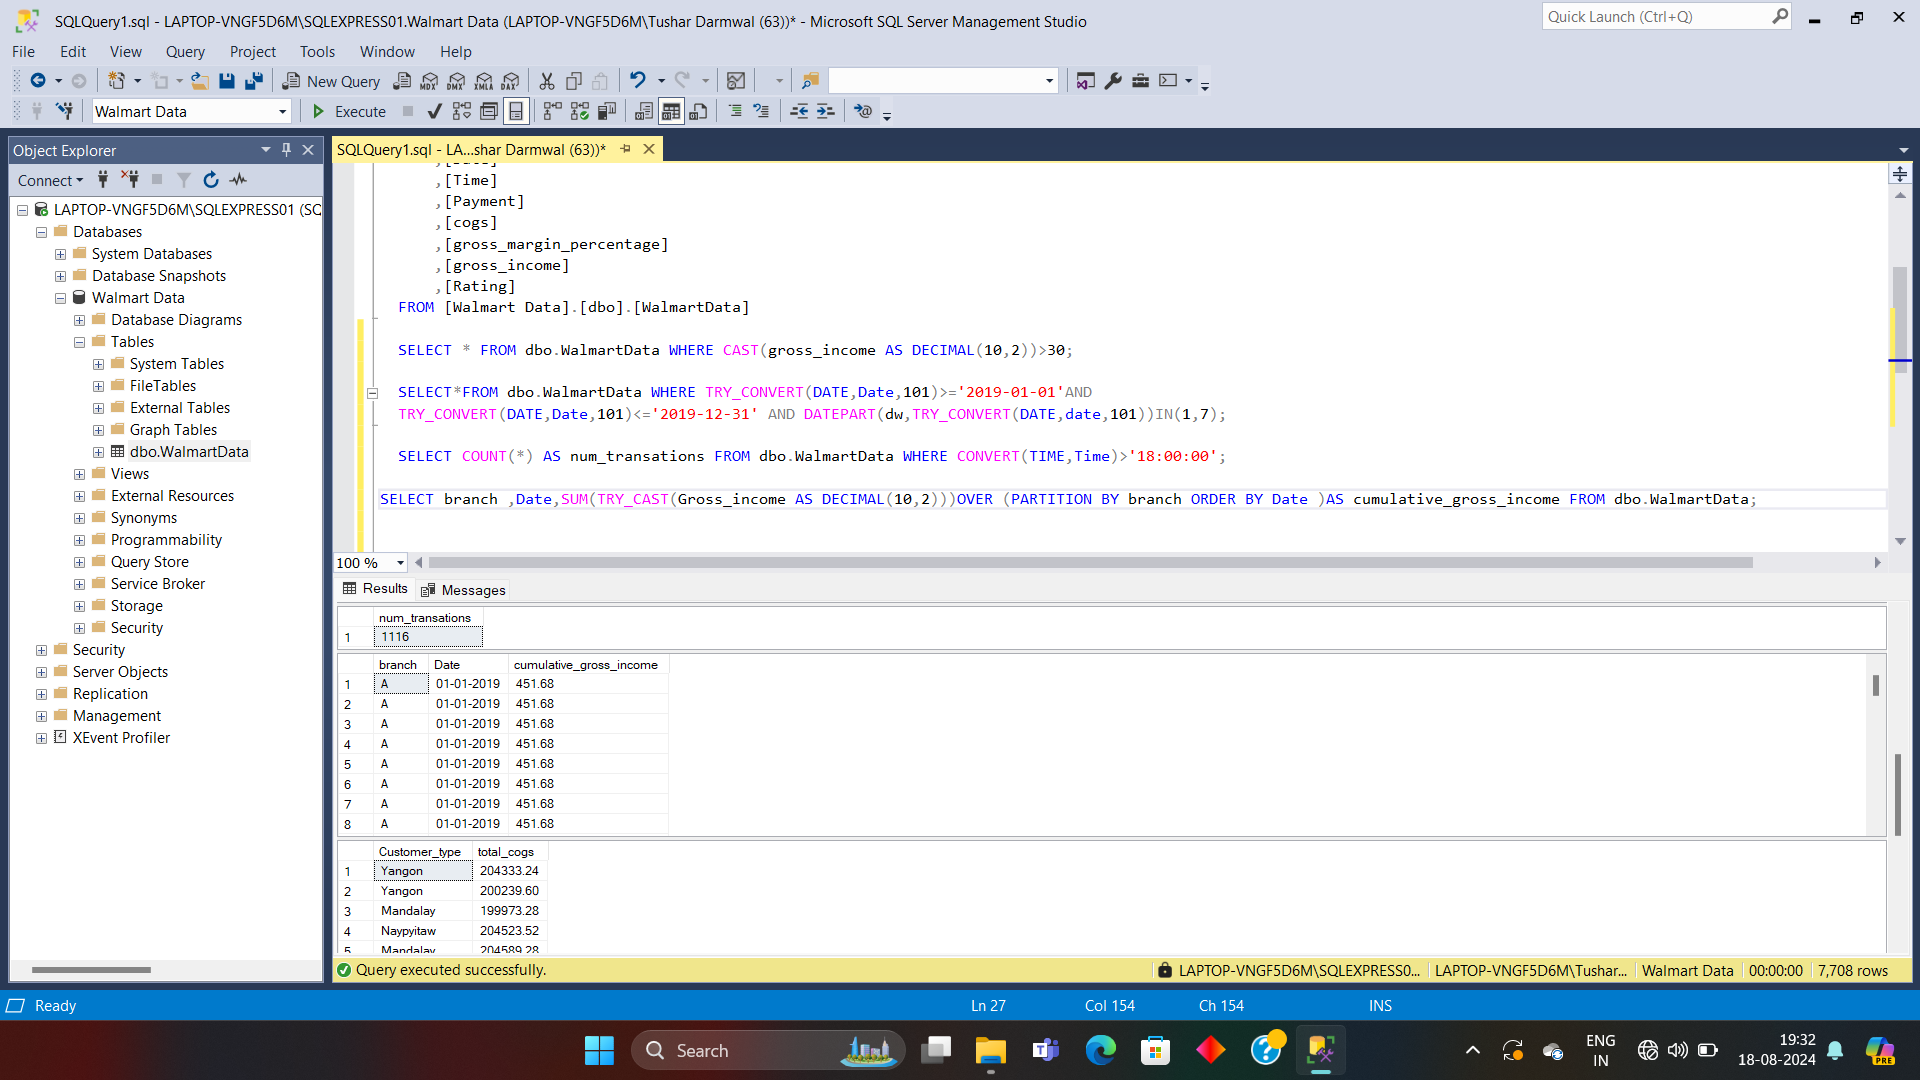 SQLQuery1.sql - LAPTOP-VNGF5D6M\SQLEXPRESS01.Walmart Data (LAPTOP-VNGF5D6M\Tushar Darmwal (63))* - Microsoft SQL Server Management Studio
Quick Launch (Ctrl+Q)
File Edit View Query Project Tools Window Help
New Query
MDX DMX XMLA DAX
Walmart Data
Execute
Object Explorer
SQLQuery1.sql - LA...shar Darmwal (63))*
Connect
LAPTOP-VNGF5D6M\SQLEXPRESS01 (SQ
Databases
System Databases
Database Snapshots
Walmart Data
Database Diagrams
Tables
System Tables
FileTables
External Tables
Graph Tables
dbo.WalmartData
Views
External Resources
Synonyms
Programmability
Query Store
Service Broker
Storage
Security
Security
Server Objects
Replication
Management
XEvent Profiler
,[Time]
,[Payment]
,[cogs]
,[gross_margin_percentage]
,[gross_income]
,[Rating]
FROM [Walmart Data].[dbo].[WalmartData]
SELECT * FROM dbo.WalmartData WHERE CAST(gross_income AS DECIMAL(10,2))>30;
SELECT*FROM dbo.WalmartData WHERE TRY_CONVERT(DATE,Date,101)>='2019-01-01'AND
TRY_CONVERT(DATE,Date,101)<='2019-12-31' AND DATEPART(dw,TRY_CONVERT(DATE,date,101))IN(1,7);
SELECT COUNT(*) AS num_transations FROM dbo.WalmartData WHERE CONVERT(TIME,Time)>'18:00:00';
SELECT branch ,Date,SUM(TRY_CAST(Gross_income AS DECIMAL(10,2)))OVER (PARTITION BY branch ORDER BY Date )AS cumulative_gross_income FROM dbo.WalmartData;
100 %
Results Messages
num_transations
1 1116
branch Date cumulative_gross_income
1 A 01-01-2019 451.68
2 A 01-01-2019 451.68
3 A 01-01-2019 451.68
4 A 01-01-2019 451.68
5 A 01-01-2019 451.68
6 A 01-01-2019 451.68
7 A 01-01-2019 451.68
8 A 01-01-2019 451.68
Customer_type total_cogs
1 Yangon 204333.24
2 Yangon 200239.60
3 Mandalay 199973.28
4 Naypyitaw 204523.52
5 Mandalay 204589.28
Query executed successfully.
LAPTOP-VNGF5D6M\SQLEXPRESS0... LAPTOP-VNGF5D6M\Tushar... Walmart Data 00:00:00 7,708 rows
Ready
Ln 27 Col 154 Ch 154 INS
Search
ENG
IN
19:32
18-08-2024
PRE